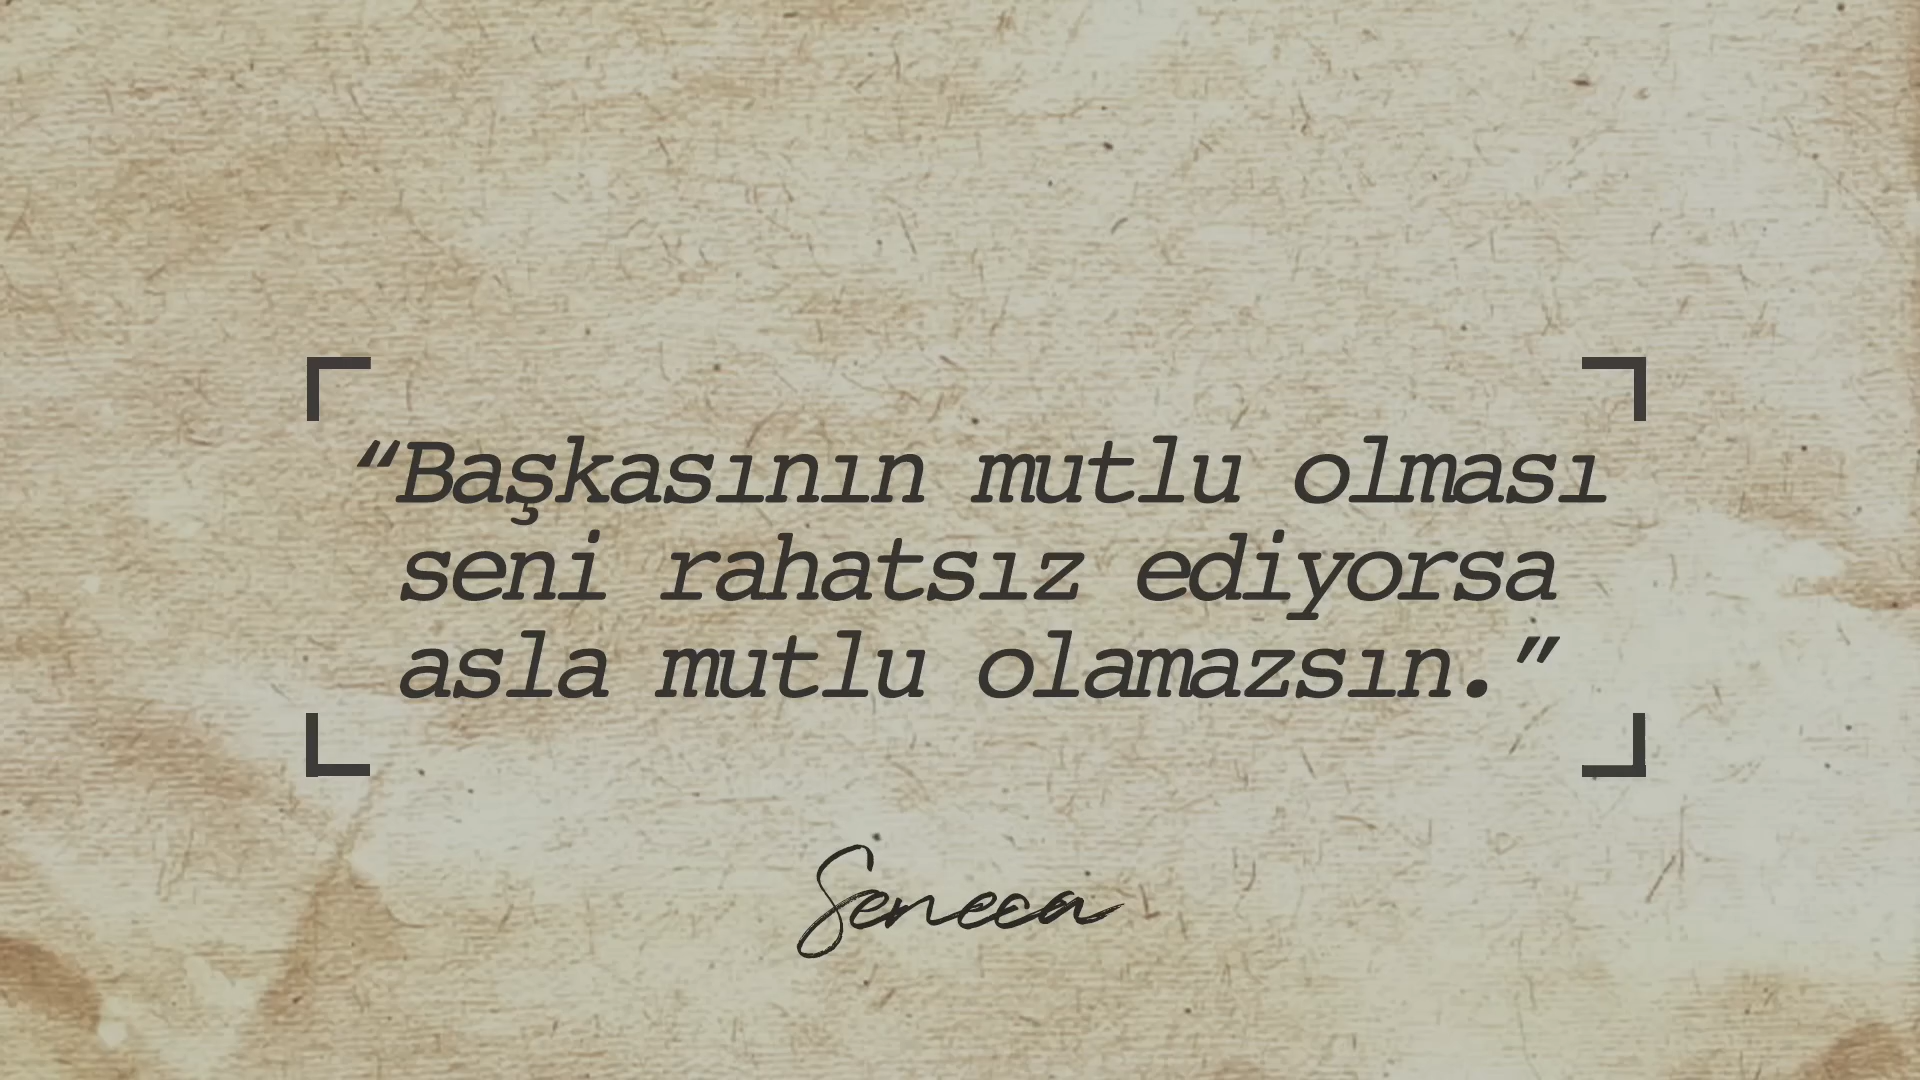 “Başkasının mutlu olması
seni rahatsız ediyorsa
asla mutlu olamazsın.”
Seneca